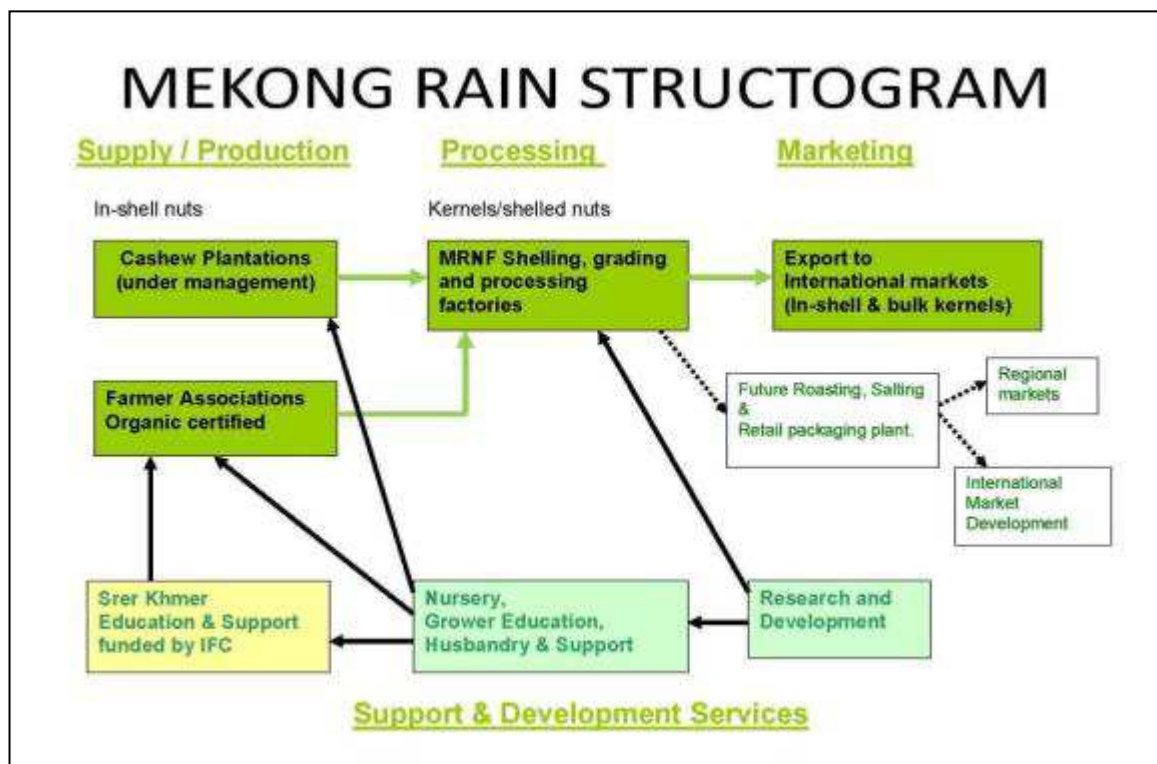 MEKONG RAIN STRUCTOGRAM
Supply / Production
Processing
Marketing
In-shell nuts
Kernels/shelled nuts
Cashew Plantations
(under management)
MRNF Shelling, grading
and processing
factories
Export to
International markets
(In-shell & bulk kernels)
Farmer Associations
Organic certified
Future Roasting, Salting
&
Retail packaging plant.
Regional
markets
International
Market
Development
Srer Khmer
Education & Support
funded by IFC
Nursery,
Grower Education,
Husbandry & Support
Research and
Development
Support & Development Services